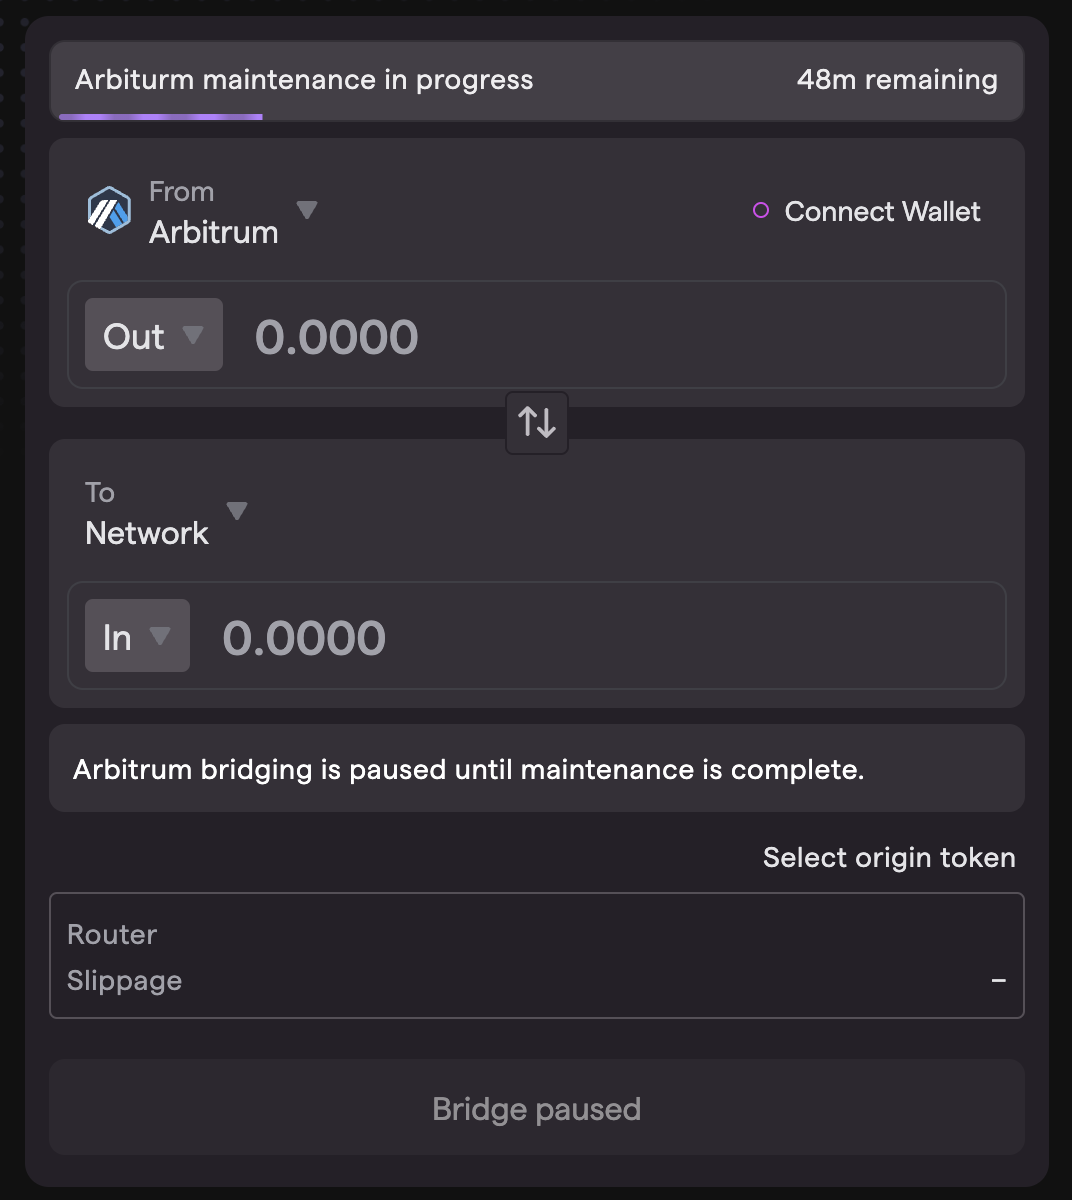 Arbiturm maintenance in progress 48m remaining
From
Arbitrum
Connect Wallet
Out 0.0000
To
Network
In 0.0000
Arbitrum bridging is paused until maintenance is complete.
Select origin token
Router
Slippage –
Bridge paused